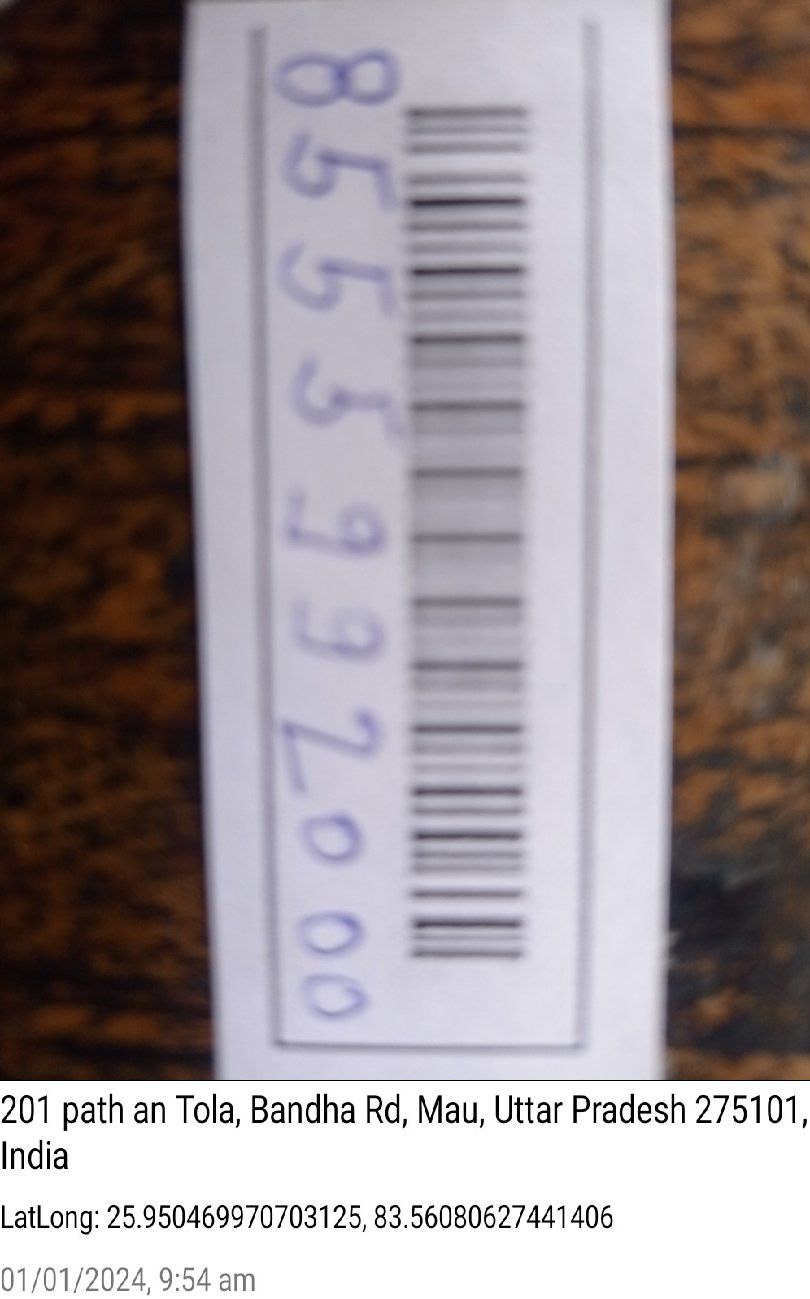 8555992000
201 path an Tola, Bandha Rd, Mau, Uttar Pradesh 275101,
India
LatLong: 25.950469970703125, 83.56080627441406
01/01/2024, 9:54 am